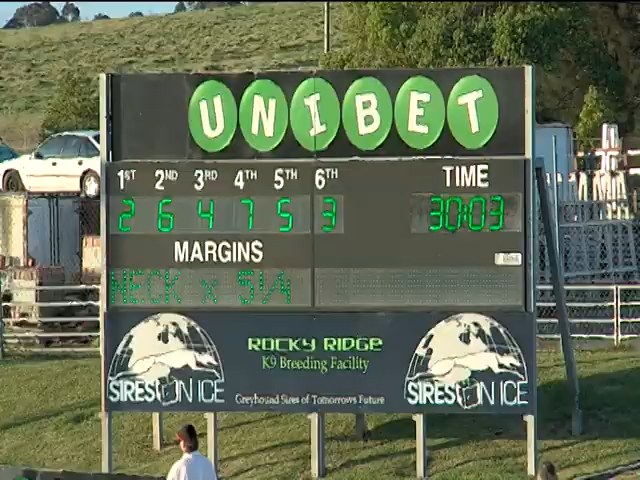 UNIBET
1ST 2ND 3RD 4TH 5TH 6TH TIME
2 6 4 7 5 3 30:03
MARGINS
NECK x 5 1/4
ROCKY RIDGE
K9 Breeding Facility
SIRES ON ICE
SIRES ON ICE
Greyhound Sires of Tomorrows Future